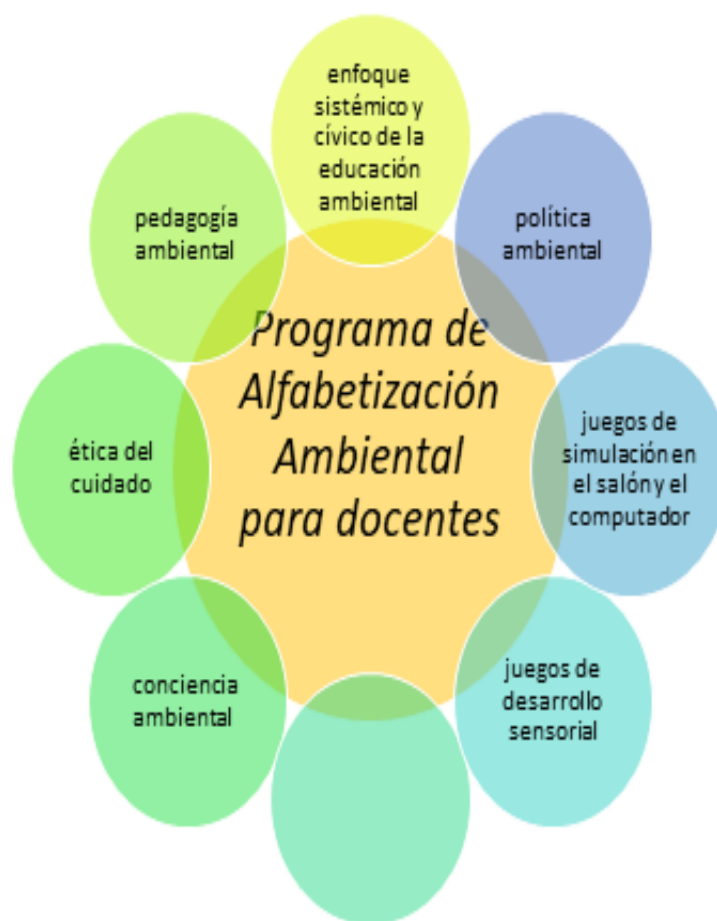 enfoque
sistémico y
cívico de la
educación
ambiental
política
ambiental
juegos de
simulación en
el salón y el
computador
juegos de
desarrollo
sensorial
conciencia
ambiental
ética del
cuidado
pedagogía
ambiental
Programa de
Alfabetización
Ambiental
para docentes